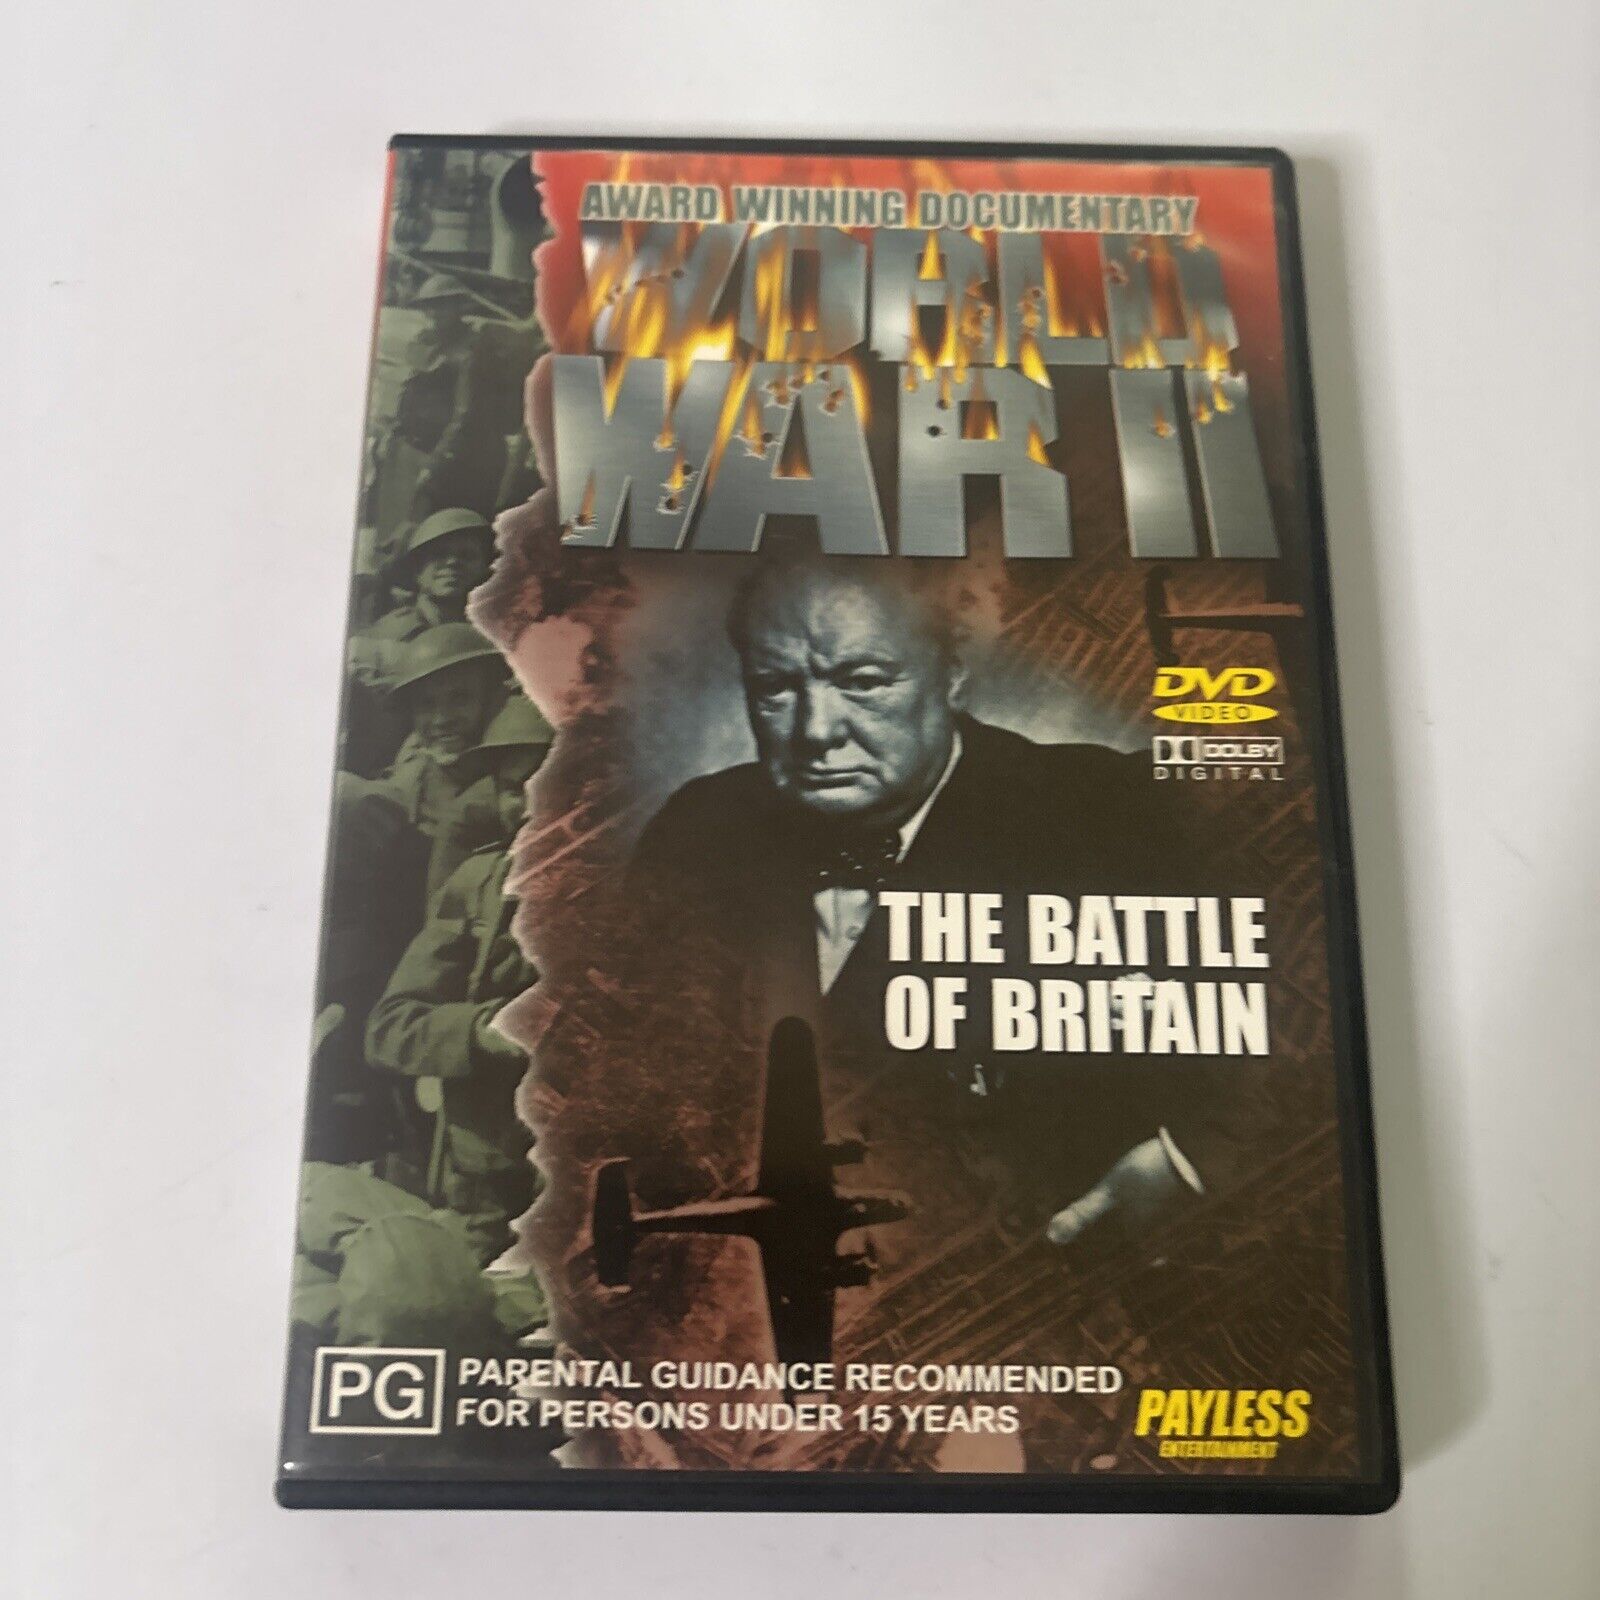 AWARD WINNING DOCUMENTARY
WORLD
WAR II
DVD
VIDEO
DOLBY
DIGITAL
THE BATTLE
OF BRITAIN
PG
PARENTAL GUIDANCE RECOMMENDED
FOR PERSONS UNDER 15 YEARS
PAYLESS
ENTERTAINMENT